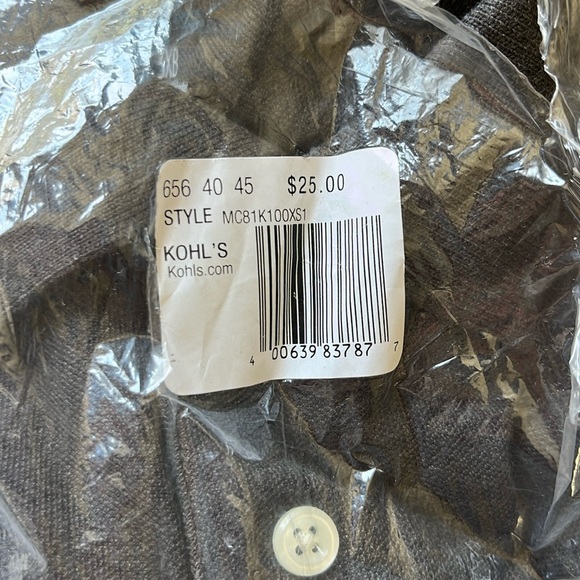 656 40 45 $25.00
STYLE MC81K100XS1
KOHL'S
Kohls.com
4 00639 83787 7